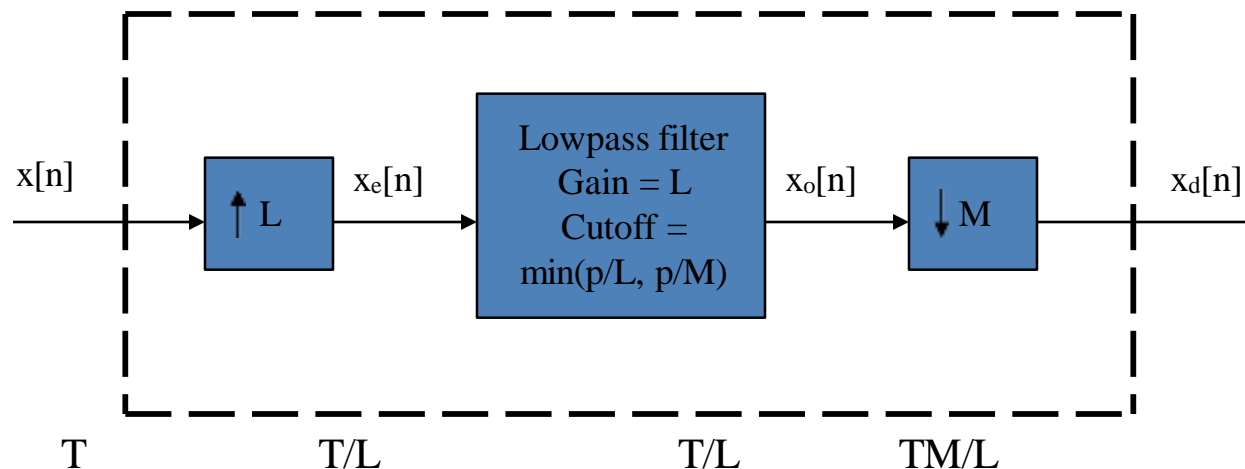 x[n]
L
xe[n]
Lowpass filter
Gain = L
Cutoff =
min(p/L, p/M)
xo[n]
M
xd[n]
T
T/L
T/L
TM/L